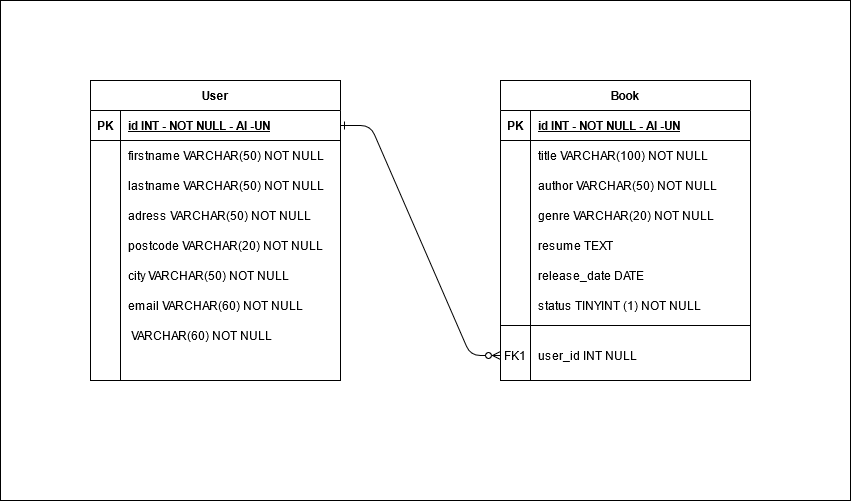 User
PK id INT - NOT NULL - AI -UN
firstname VARCHAR(50) NOT NULL
lastname VARCHAR(50) NOT NULL
adress VARCHAR(50) NOT NULL
postcode VARCHAR(20) NOT NULL
city VARCHAR(50) NOT NULL
email VARCHAR(60) NOT NULL
VARCHAR(60) NOT NULL
Book
PK id INT - NOT NULL - AI -UN
title VARCHAR(100) NOT NULL
author VARCHAR(50) NOT NULL
genre VARCHAR(20) NOT NULL
resume TEXT
release_date DATE
status TINYINT (1) NOT NULL
FK1 user_id INT NULL